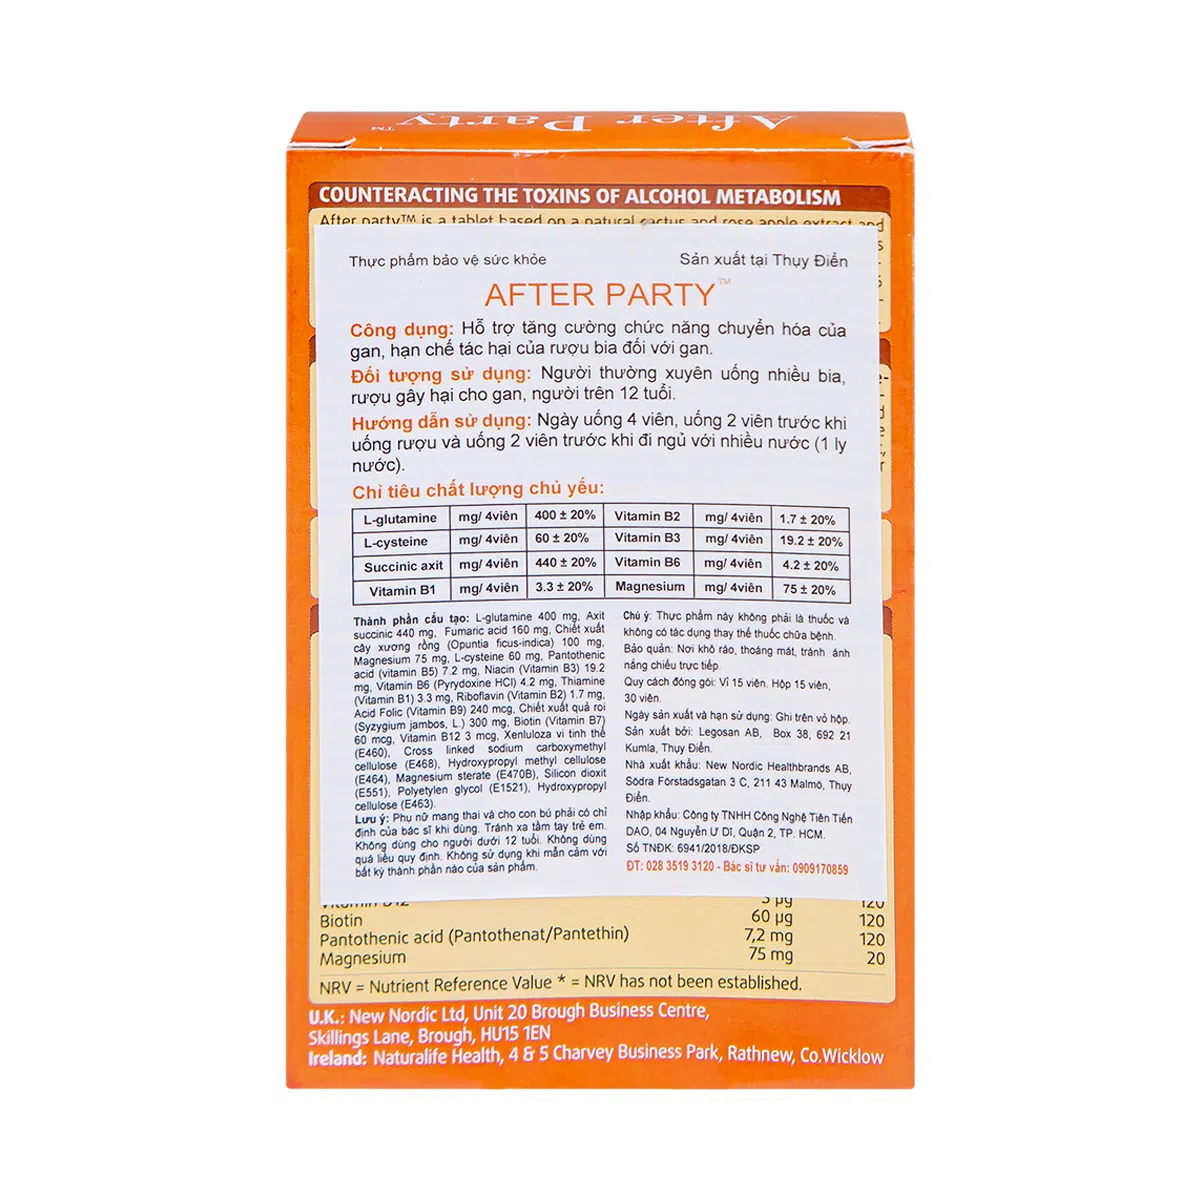 After Party™
COUNTERACTING THE TOXINS OF ALCOHOL METABOLISM
After party™ is a tablet based on a natural cactus and rose apple extract and
Thực phẩm bảo vệ sức khỏe
Sản xuất tại Thụy Điển
AFTER PARTY™
Công dụng: Hỗ trợ tăng cường chức năng chuyển hóa của
gan, hạn chế tác hại của rượu bia đối với gan.
Đối tượng sử dụng: Người thường xuyên uống nhiều bia,
rượu gây hại cho gan, người trên 12 tuổi.
Hướng dẫn sử dụng: Ngày uống 4 viên, uống 2 viên trước khi
uống rượu và uống 2 viên trước khi đi ngủ với nhiều nước (1 ly
nước).
Chỉ tiêu chất lượng chủ yếu:
L-glutamine mg/ 4viên 400 ± 20% Vitamin B2 mg/ 4viên 1.7 ± 20%
L-cysteine mg/ 4viên 60 ± 20% Vitamin B3 mg/ 4viên 19.2 ± 20%
Succinic axit mg/ 4viên 440 ± 20% Vitamin B6 mg/ 4viên 4.2 ± 20%
Vitamin B1 mg/ 4viên 3.3 ± 20% Magnesium mg/ 4viên 75 ± 20%
Thành phần cấu tạo: L-glutamine 400 mg, Axit
succinic 440 mg, Fumaric acid 160 mg, Chiết xuất
cây xương rồng (Opuntia ficus-indica) 100 mg,
Magnesium 75 mg, L-cysteine 60 mg, Pantothenic
acid (vitamin B5) 7.2 mg, Niacin (Vitamin B3) 19.2
mg, Vitamin B6 (Pyrydoxine HCl) 4.2 mg, Thiamine
(Vitamin B1) 3.3 mg, Riboflavin (Vitamin B2) 1.7 mg,
Acid Folic (Vitamin B9) 240 mcg, Chiết xuất quả roi
(Syzygium jambos, L.) 300 mg, Biotin (Vitamin B7)
60 mcg, Vitamin B12 3 mcg, Xenluloza vi tinh thể
(E460), Cross linked sodium carboxymethyl
cellulose (E468), Hydroxypropyl methyl cellulose
(E464), Magnesium sterate (E470B), Silicon dioxit
(E551), Polyetylen glycol (E1521), Hydroxypropyl
cellulose (E463).
Lưu ý: Phụ nữ mang thai và cho con bú phải có chỉ
định của bác sĩ khi dùng. Tránh xa tầm tay trẻ em.
Không dùng cho người dưới 12 tuổi. Không dùng
quá liều quy định. Không sử dụng khi mẫn cảm với
bất kỳ thành phần nào của sản phẩm.
Chú ý: Thực phẩm này không phải là thuốc và
không có tác dụng thay thế thuốc chữa bệnh.
Bảo quản: Nơi khô ráo, thoáng mát, tránh ánh
nắng chiếu trực tiếp.
Quy cách đóng gói: Vỉ 15 viên. Hộp 15 viên,
30 viên.
Ngày sản xuất và hạn sử dụng: Ghi trên vỏ hộp.
Sản xuất bởi: Legosan AB, Box 38, 692 21
Kumla, Thụy Điển.
Nhà xuất khẩu: New Nordic Healthbrands AB,
Södra Förstadsgatan 3 C, 211 43 Malmö, Thụy
Điển.
Nhập khẩu: Công ty TNHH Công Nghệ Tiên Tiến
DAO, 04 Nguyễn Ư Dĩ, Quận 2, TP. HCM.
Số TNĐK: 6941/2018/ĐKSP
ĐT: 028 3519 3120 - Bác sĩ tư vấn: 0909170859
Vitamin B12 3 µg 120
Biotin 60 µg 120
Pantothenic acid (Pantothenat/Pantethin) 7,2 mg 120
Magnesium 75 mg 20
NRV = Nutrient Reference Value * = NRV has not been established.
U.K.: New Nordic Ltd, Unit 20 Brough Business Centre,
Skillings Lane, Brough, HU15 1EN
Ireland: Naturalife Health, 4 & 5 Charvey Business Park, Rathnew, Co.Wicklow